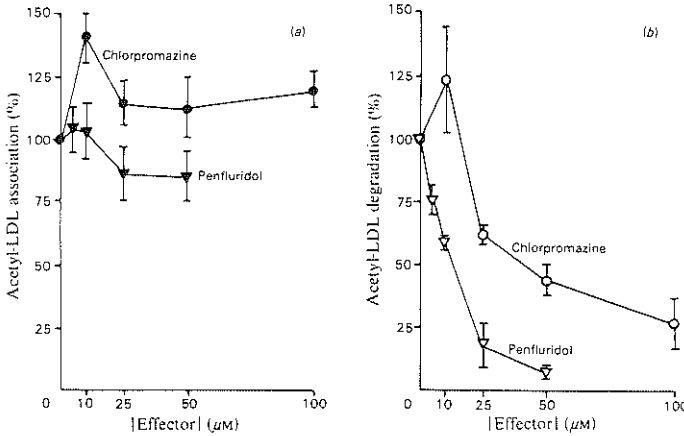 150
(a)
125
Chlorpromazine
100
Penfluridol
75
50
25
0
10
25
50
100
Acetyl-LDL association (%)
|Effector| (μM)
150
(b)
125
100
75
Chlorpromazine
50
25
Penfluridol
0
10
25
50
100
Acetyl-LDL degradation (%)
|Effector| (μM)